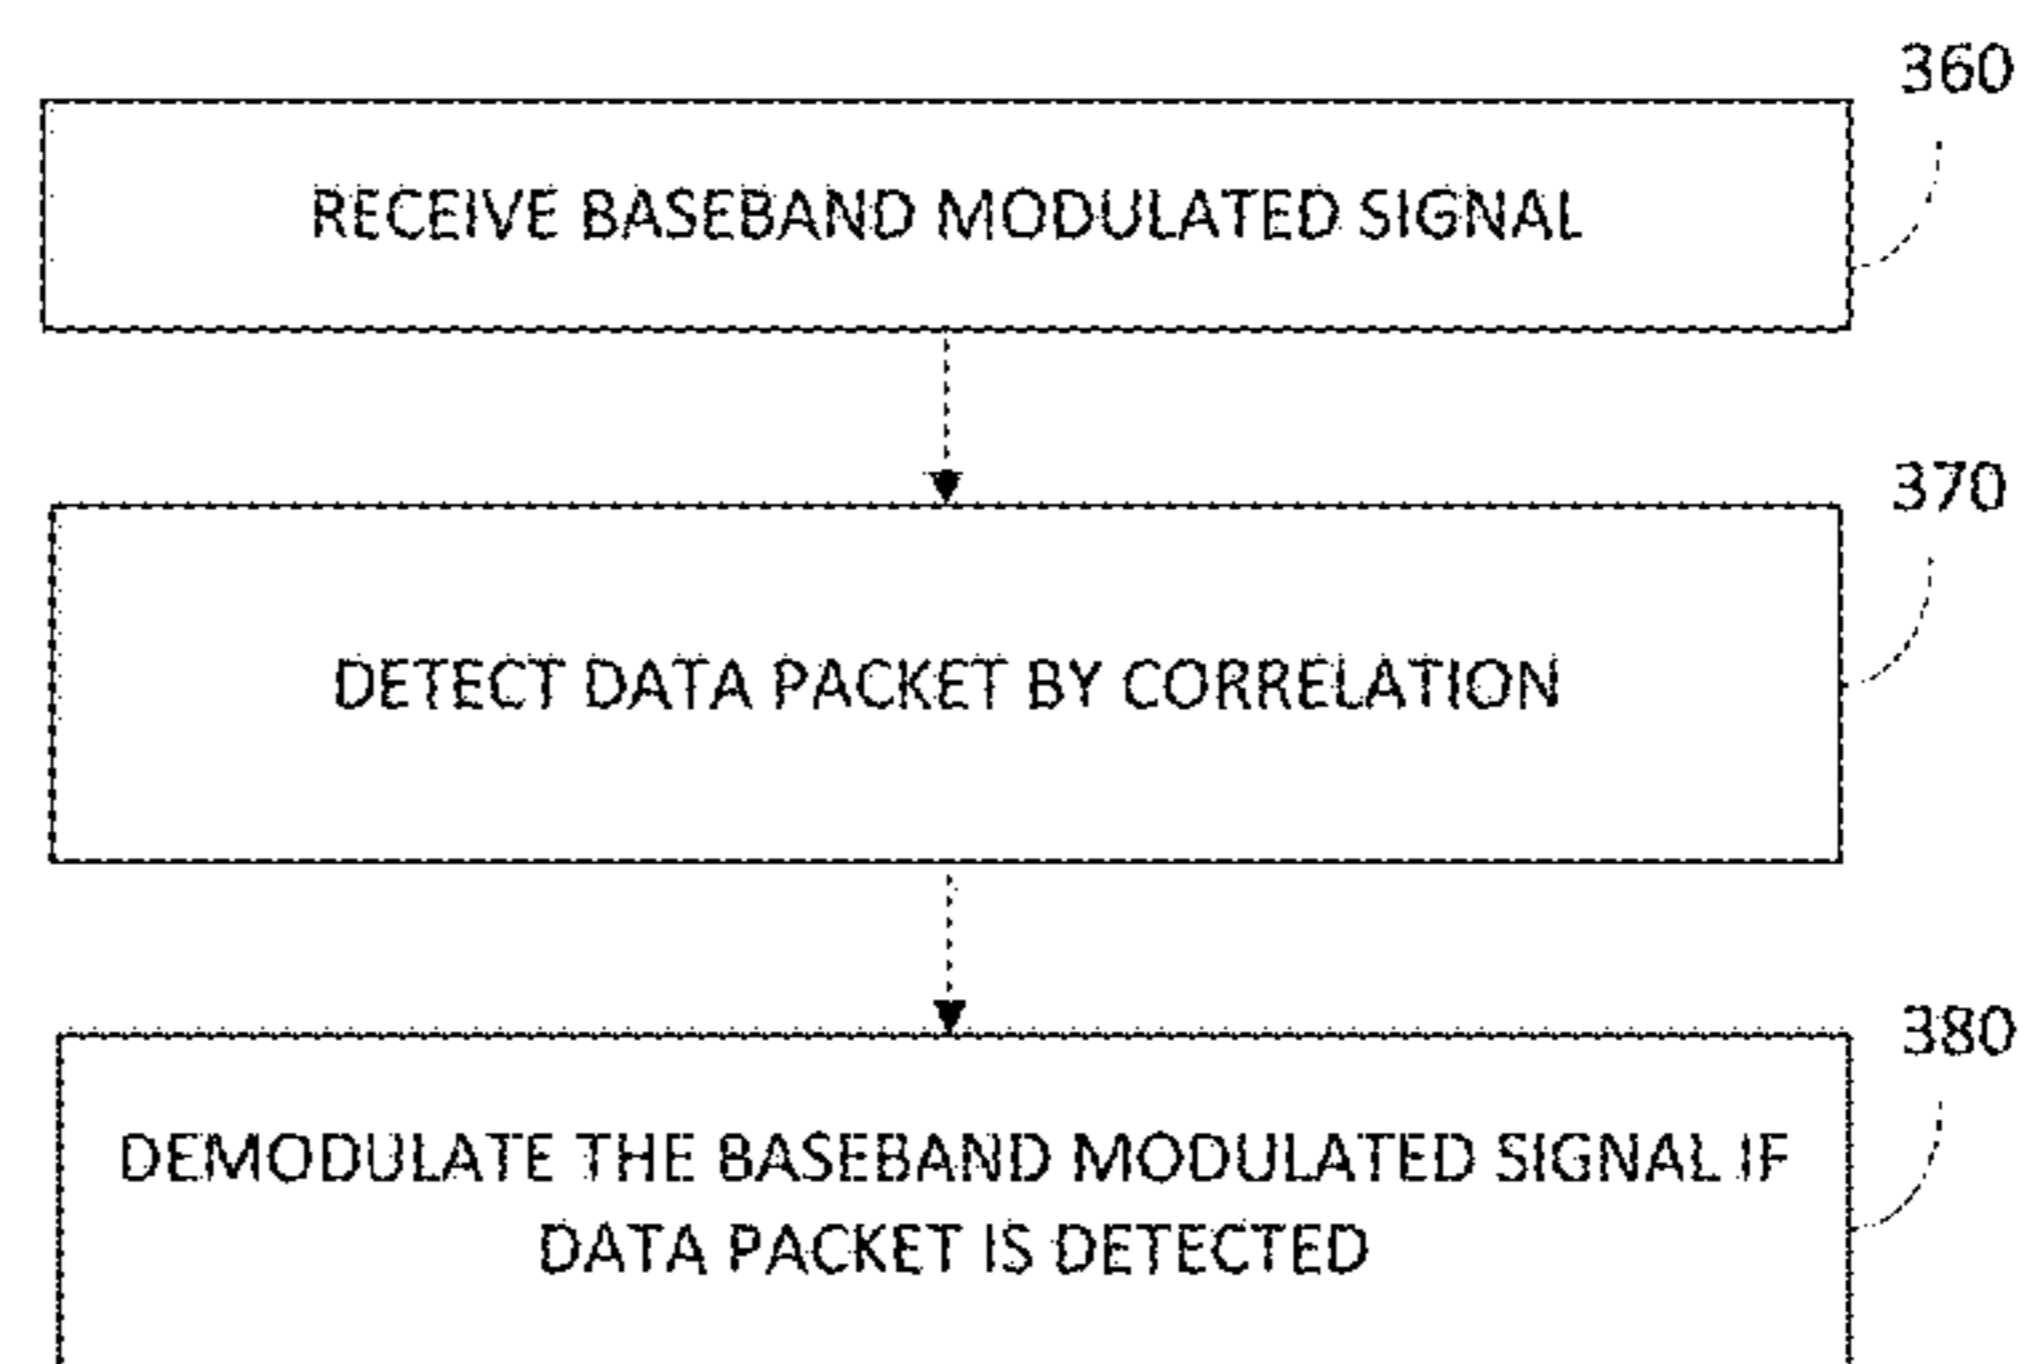 360
RECEIVE BASEBAND MODULATED SIGNAL
370
DETECT DATA PACKET BY CORRELATION
380
DEMODULATE THE BASEBAND MODULATED SIGNAL IF
DATA PACKET IS DETECTED